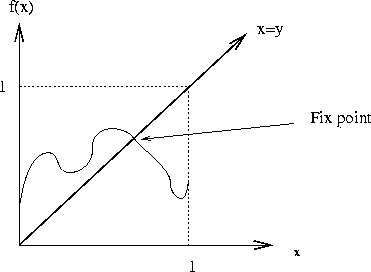 f(x)
x=y
1
Fix point
x
1